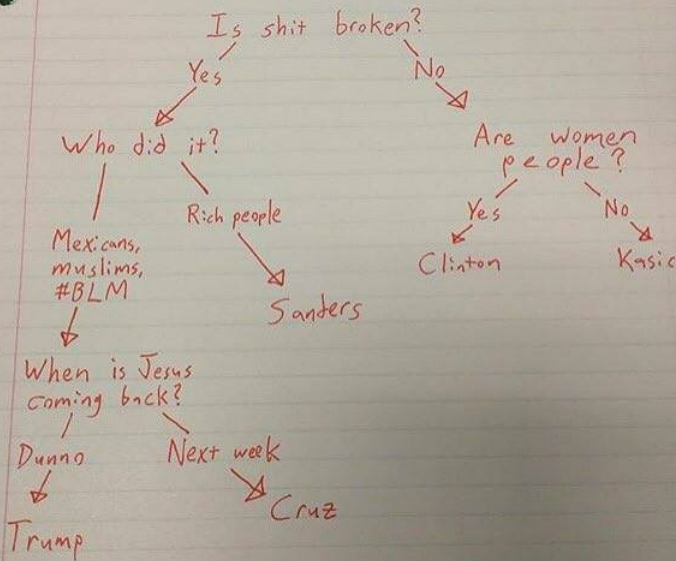 Is shit broken?
Yes
No
Who did it?
Are women
people?
Rich people
Yes
No
Mexicans,
muslims,
#BLM
Clinton
Kasic
Sanders
When is Jesus
coming back?
Dunno
Next week
Cruz
Trump